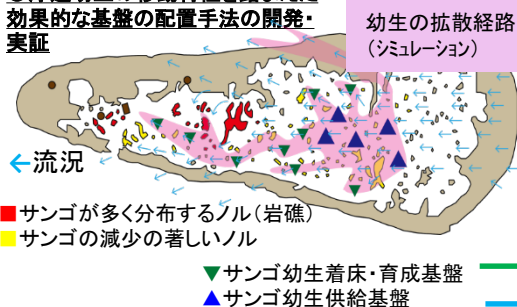 効果的な基盤の配置手法の開発・
実証
幼生の拡散経路
(シミュレーション)
←流況
■サンゴが多く分布するノル(岩礁)
■サンゴの減少の著しいノル
▼サンゴ幼生着床・育成基盤
▲サンゴ幼生供給基盤